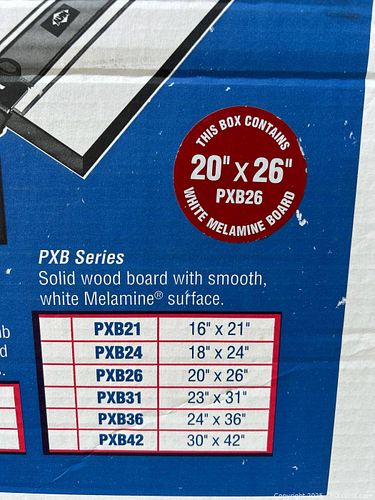 THIS BOX CONTAINS
20" x 26"
PXB26
WHITE MELAMINE BOARD
PXB Series
Solid wood board with smooth,
white Melamine® suface.
PXB21 16" x 21"
PXB24 18" x 24"
PXB26 20" x 26"
PXB31 23" x 31"
PXB36 24" x 36"
PXB42 30" x 42"